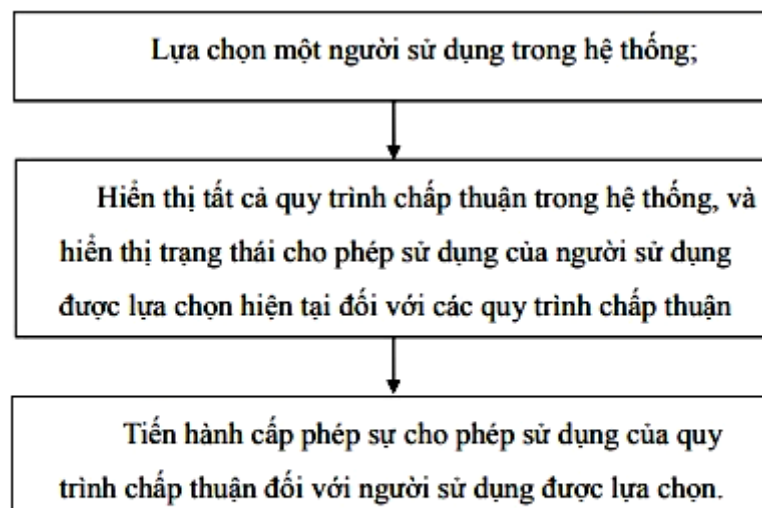 Lựa chọn một người sử dụng trong hệ thống;
Hiển thị tất cả quy trình chấp thuận trong hệ thống, và
hiển thị trạng thái cho phép sử dụng của người sử dụng
được lựa chọn hiện tại đối với các quy trình chấp thuận
Tiến hành cấp phép sự cho phép sử dụng của quy
trình chấp thuận đối với người sử dụng được lựa chọn.